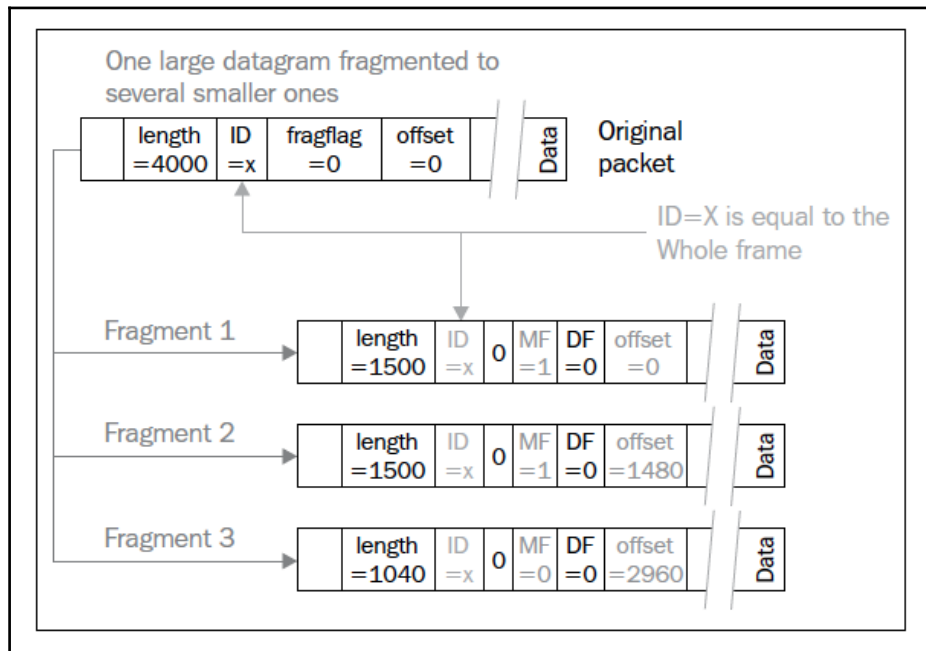 One large datagram fragmented to
several smaller ones
length ID fragflag offset Data
=4000 =x =0 =0
Original
packet
ID=X is equal to the
Whole frame
Fragment 1
length ID 0 MF DF offset Data
=1500 =x =1 =0 =0
Fragment 2
length ID 0 MF DF offset Data
=1500 =x =1 =0 =1480
Fragment 3
length ID 0 MF DF offset Data
=1040 =x =0 =0 =2960